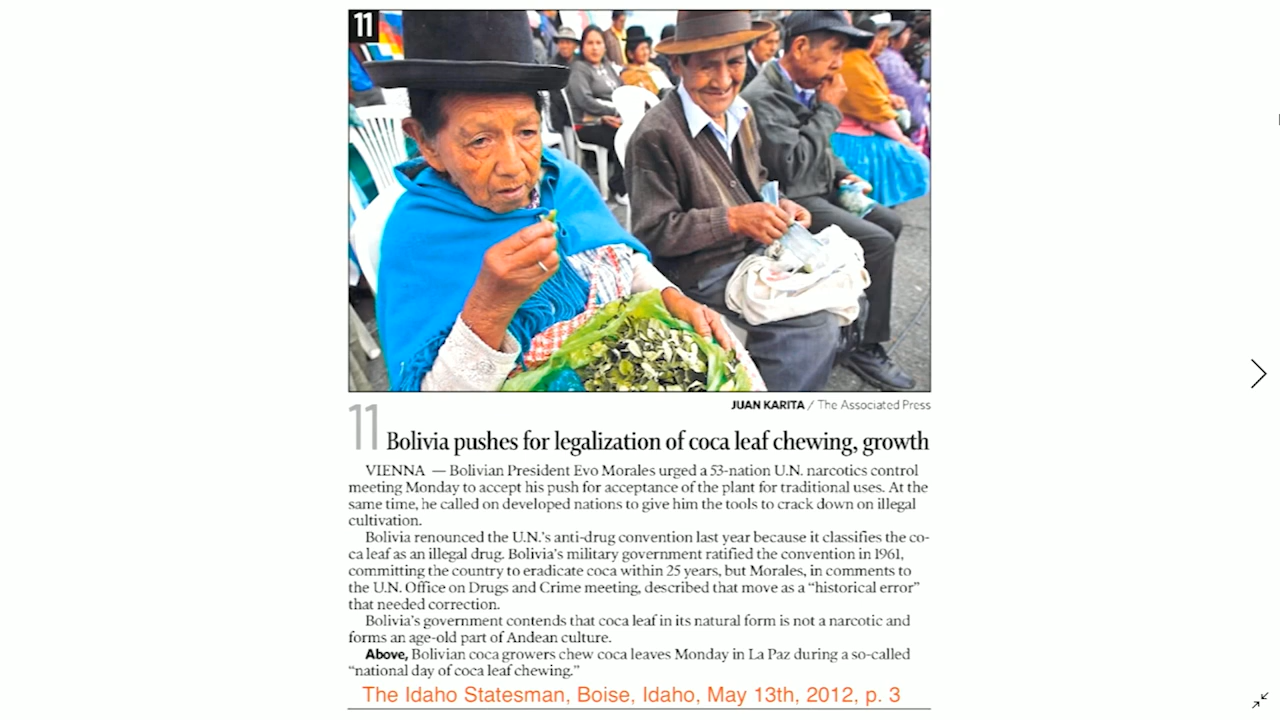 11
JUAN KARITA / The Associated Press
11 Bolivia pushes for legalization of coca leaf chewing, growth
VIENNA — Bolivian President Evo Morales urged a 53-nation U.N. narcotics control
meeting Monday to accept his push for acceptance of the plant for traditional uses. At the
same time, he called on developed nations to give him the tools to crack down on illegal
cultivation.
Bolivia renounced the U.N.'s anti-drug convention last year because it classifies the co-
ca leaf as an illegal drug. Bolivia's military government ratified the convention in 1961,
committing the country to eradicate coca within 25 years, but Morales, in comments to
the U.N. Office on Drugs and Crime meeting, described that move as a “historical error”
that needed correction.
Bolivia's government contends that coca leaf in its natural form is not a narcotic and
forms an age-old part of Andean culture.
Above, Bolivian coca growers chew coca leaves Monday in La Paz during a so-called
“national day of coca leaf chewing.”
The Idaho Statesman, Boise, Idaho, May 13th, 2012, p. 3